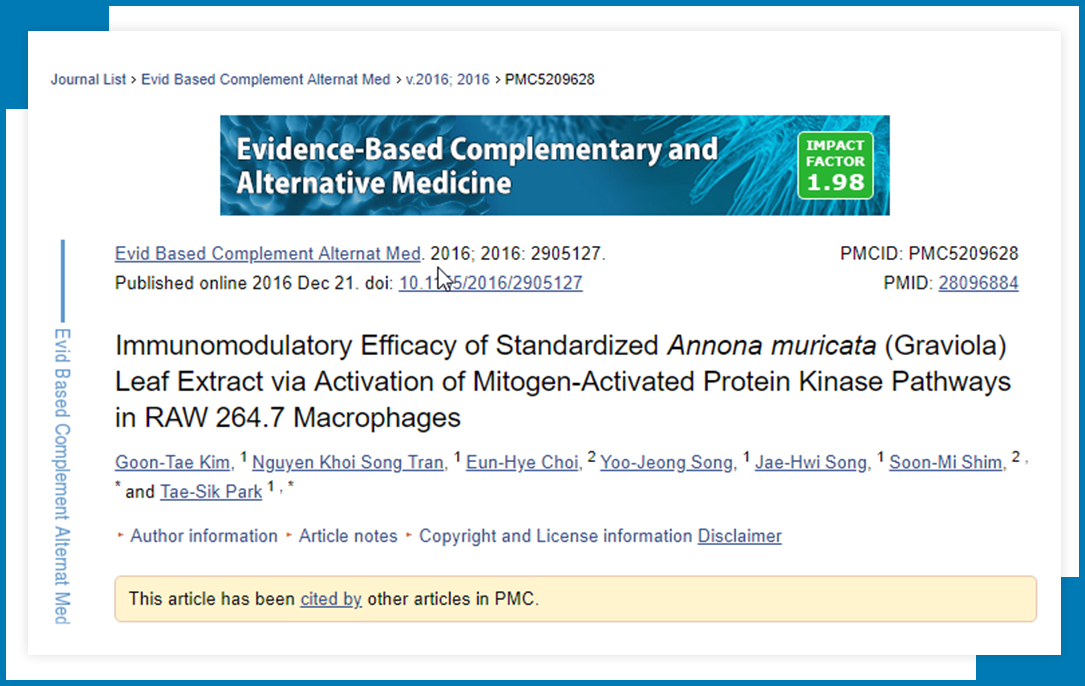 Journal List > Evid Based Complement Alternat Med > v.2016; 2016 > PMC5209628
Evidence-Based Complementary and
Alternative Medicine
IMPACT
FACTOR
1.98
Evid Based Complement Alternat Med. 2016; 2016: 2905127.
PMCID: PMC5209628
Published online 2016 Dec 21. doi: 10.1155/2016/2905127
PMID: 28096884
Evid Based Complement Alternat Med
Immunomodulatory Efficacy of Standardized Annona muricata (Graviola)
Leaf Extract via Activation of Mitogen-Activated Protein Kinase Pathways
in RAW 264.7 Macrophages
Goon-Tae Kim, 1 Nguyen Khoi Song Tran, 1 Eun-Hye Choi, 2 Yoo-Jeong Song, 1 Jae-Hwi Song, 1 Soon-Mi Shim, 2 ,
* and Tae-Sik Park 1 , *
▸ Author information ▸ Article notes ▸ Copyright and License information Disclaimer
This article has been cited by other articles in PMC.